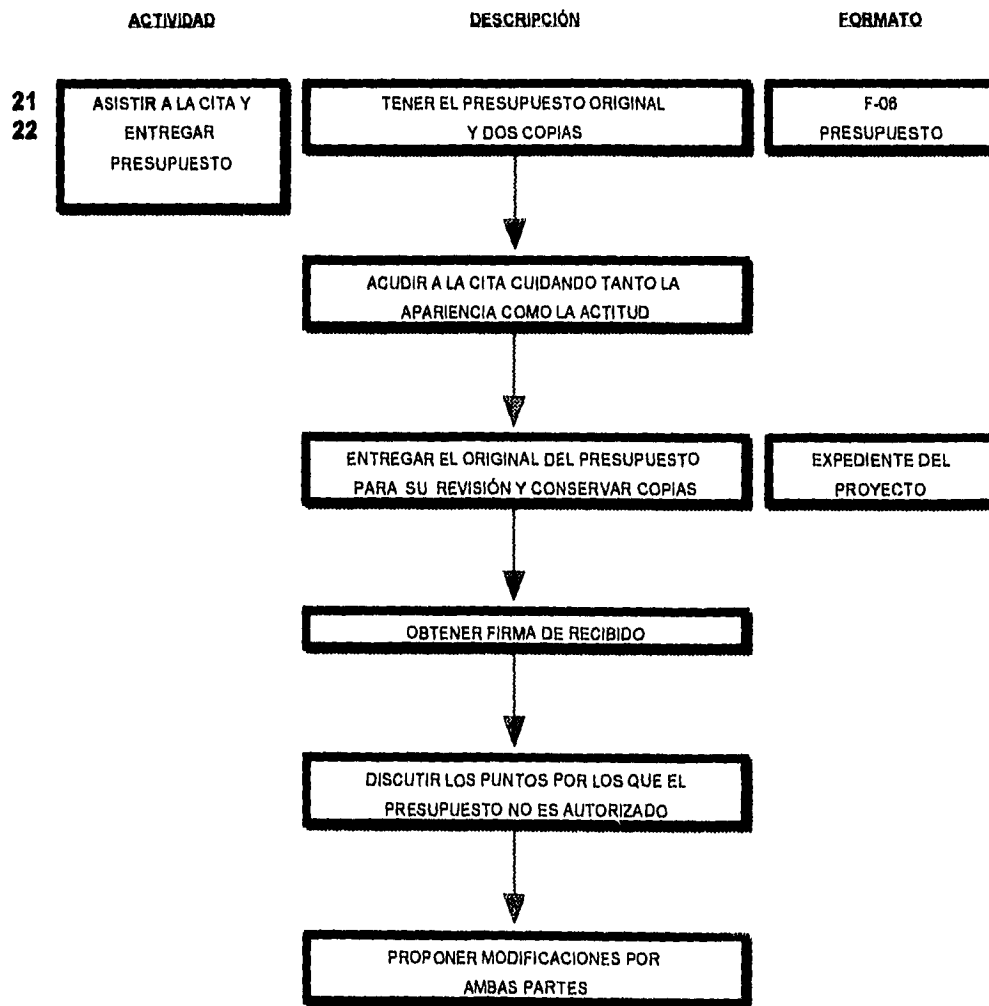 ACTIVIDAD
DESCRIPCIÓN
FORMATO
21
22
ASISTIR A LA CITA Y
ENTREGAR
PRESUPUESTO
TENER EL PRESUPUESTO ORIGINAL
Y DOS COPIAS
F-06
PRESUPUESTO
ACUDIR A LA CITA CUIDANDO TANTO LA
APARIENCIA COMO LA ACTITUD
ENTREGAR EL ORIGINAL DEL PRESUPUESTO
PARA SU REVISIÓN Y CONSERVAR COPIAS
EXPEDIENTE DEL
PROYECTO
OBTENER FIRMA DE RECIBIDO
DISCUTIR LOS PUNTOS POR LOS QUE EL
PRESUPUESTO NO ES AUTORIZADO
PROPONER MODIFICACIONES POR
AMBAS PARTES